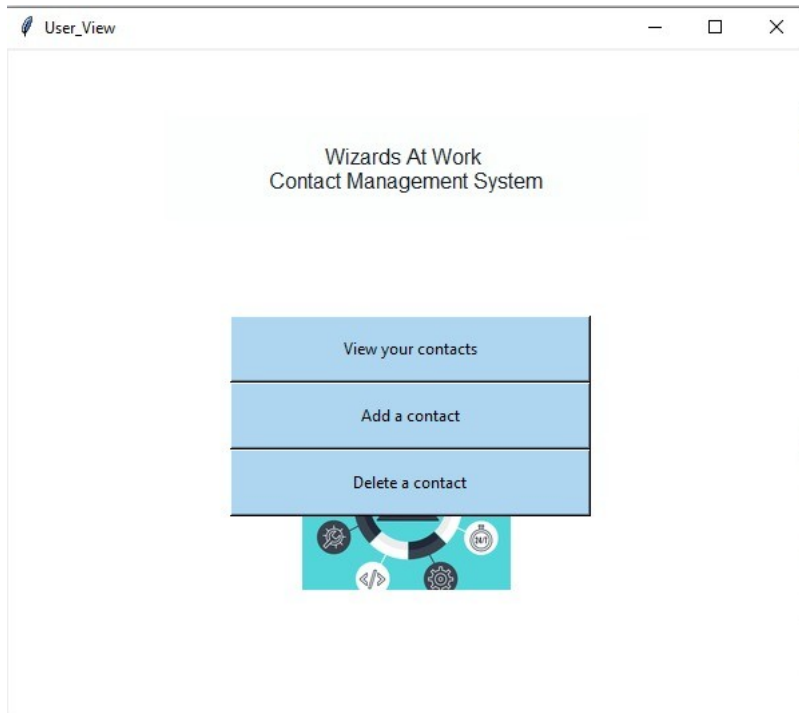 User_View
Wizards At Work
Contact Management System
View your contacts
Add a contact
Delete a contact
</>
24/7